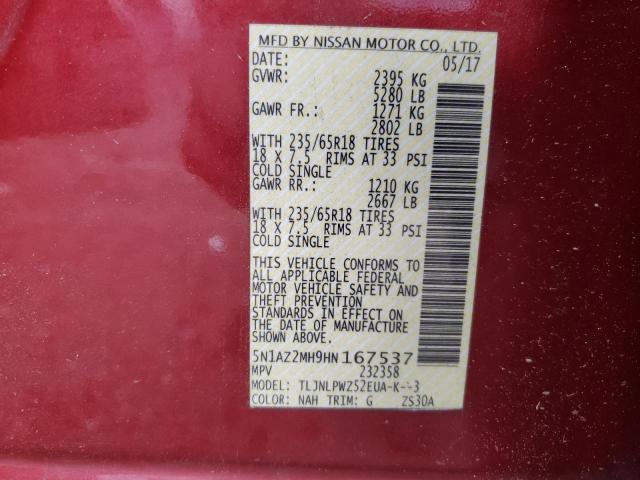 MFD BY NISSAN MOTOR CO., LTD.
DATE: 05/17
GVWR: 2395 KG
5280 LB
GAWR FR.: 1271 KG
2802 LB
WITH 235/65R18 TIRES
18 X 7.5 RIMS AT 33 PSI
COLD SINGLE
GAWR RR.: 1210 KG
2667 LB
WITH 235/65R18 TIRES
18 X 7.5 RIMS AT 33 PSI
COLD SINGLE
THIS VEHICLE CONFORMS TO
ALL APPLICABLE FEDERAL
MOTOR VEHICLE SAFETY AND
THEFT PREVENTION
STANDARDS IN EFFECT ON
THE DATE OF MANUFACTURE
SHOWN ABOVE.
5N1AZ2MH9HN167537
MPV 232358
MODEL: TLJNLPWZ52EUA-K--3
COLOR: NAH TRIM: G ZS30A